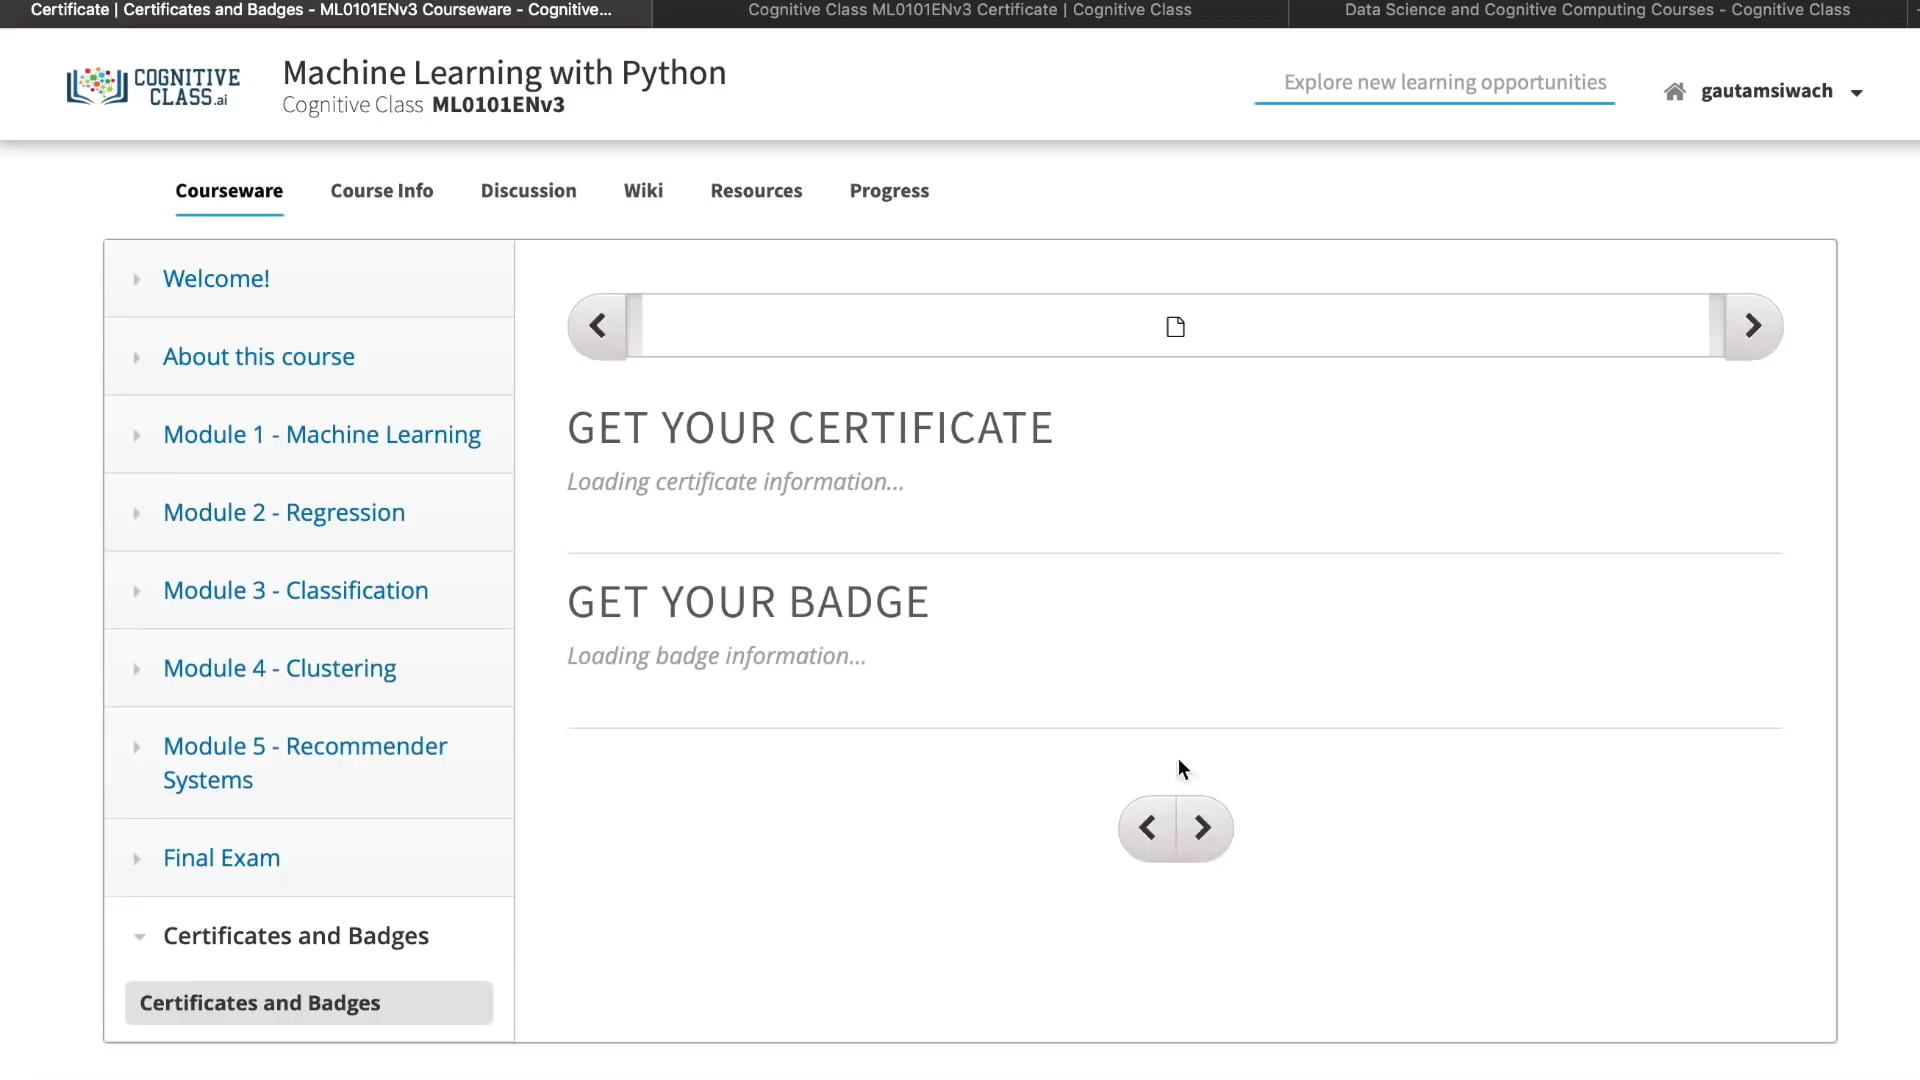 Certificate | Certificates and Badges - ML0101ENv3 Courseware - Cognitive...
Cognitive Class ML0101ENv3 Certificate | Cognitive Class
Data Science and Cognitive Computing Courses - Cognitive Class
COGNITIVE
CLASS.ai
Machine Learning with Python
Cognitive Class ML0101ENv3
Explore new learning opportunities
gautamsiwach
Courseware
Course Info
Discussion
Wiki
Resources
Progress
Welcome!
About this course
Module 1 - Machine Learning
Module 2 - Regression
Module 3 - Classification
Module 4 - Clustering
Module 5 - Recommender
Systems
Final Exam
Certificates and Badges
Certificates and Badges
GET YOUR CERTIFICATE
Loading certificate information...
GET YOUR BADGE
Loading badge information...